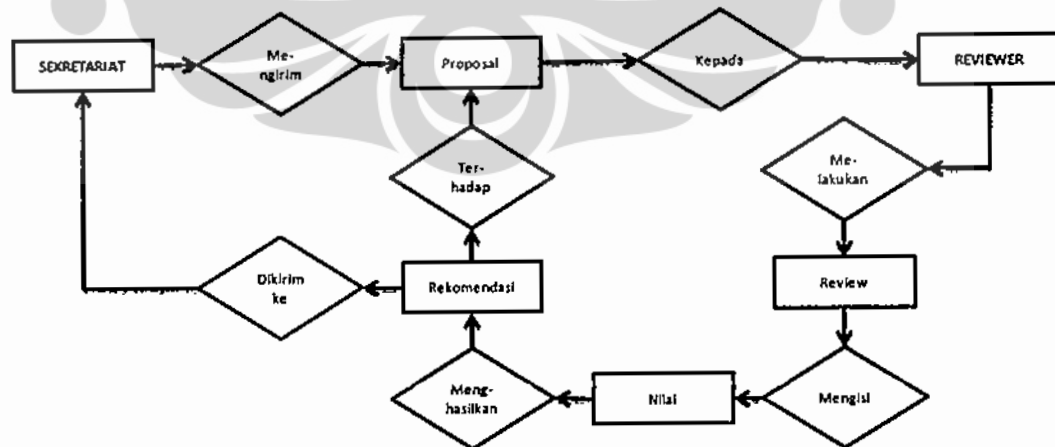 SEKRETARIAT
Me-
ngirim
Proposal
Kepada
REVIEWER
Ter-
hadap
Me-
lakukan
Dikirim
ke
Rekomendasi
Review
Meng-
hasilkan
Nilai
Mengisi